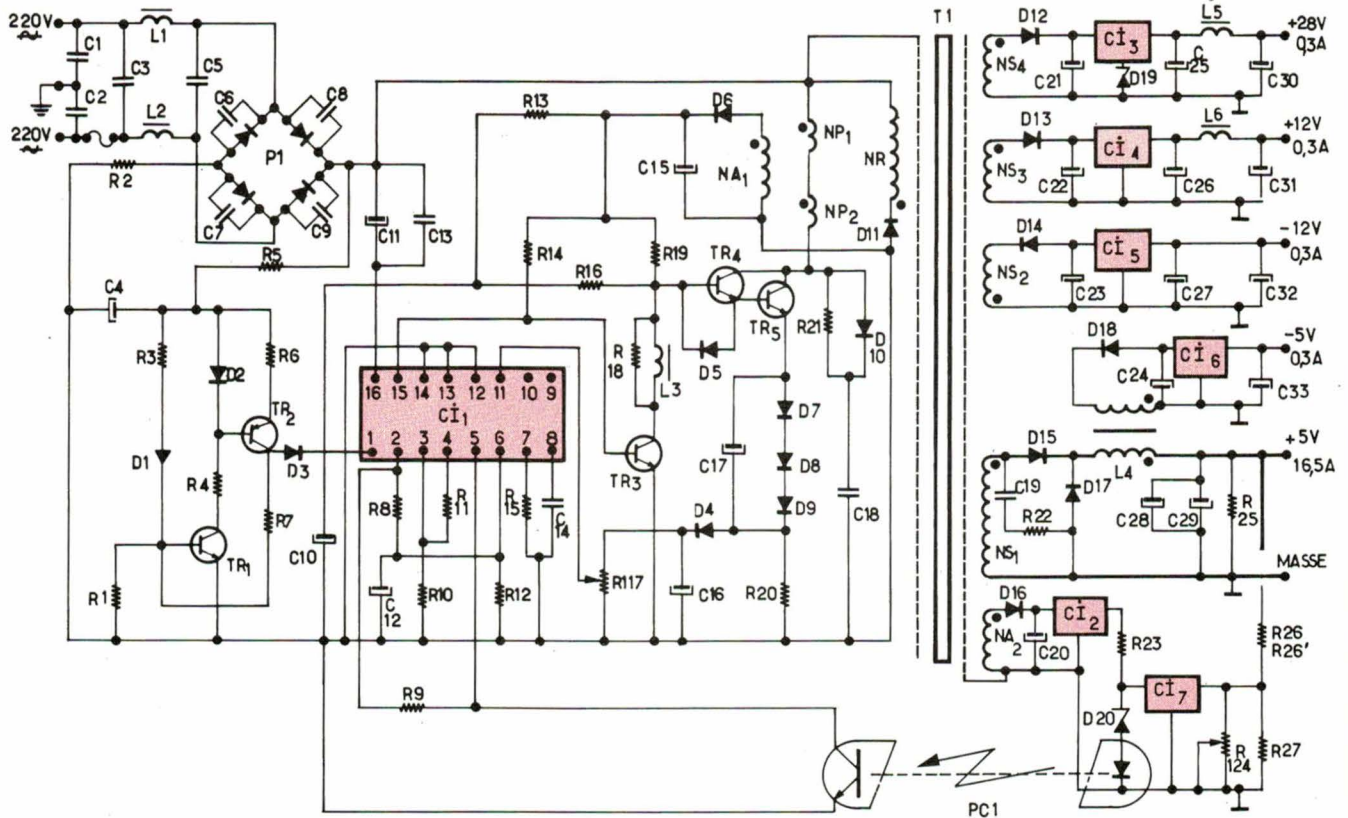 220V
C1
L1
C3
C5
C2
L2
220V
R2
C6
C8
P1
C7
C9
R5
C4
R3
D2
R6
TR2
D1
R4
D3
R7
TR1
R1
C10
C11
C13
R13
R14
R16
R19
C15
D6
NA1
NP1
NP2
NR
D11
T1
TR4
TR5
D5
R21
D10
R18
L3
TR3
C17
D7
D8
D9
D4
C18
R117
C16
R20
16 15 14 13 12 11 10 9
Ci1
1 2 3 4 5 6 7 8
R8
R11
R15
C14
C12
R10
R12
R9
PC1
D12
Ci3
L5
+28V
0,3A
NS4
C21
D19
C25
C30
D13
Ci4
L6
+12V
0,3A
NS3
C22
C26
C31
D14
Ci5
-12V
0,3A
NS2
C23
C27
C32
D18
Ci6
-5V
0,3A
C24
C33
D15
L4
+5V
16,5A
C19
D17
R22
C28
C29
R25
NS1
MASSE
D16
Ci2
NA2
C20
R23
R26
R26'
Ci7
D20
R124
R27